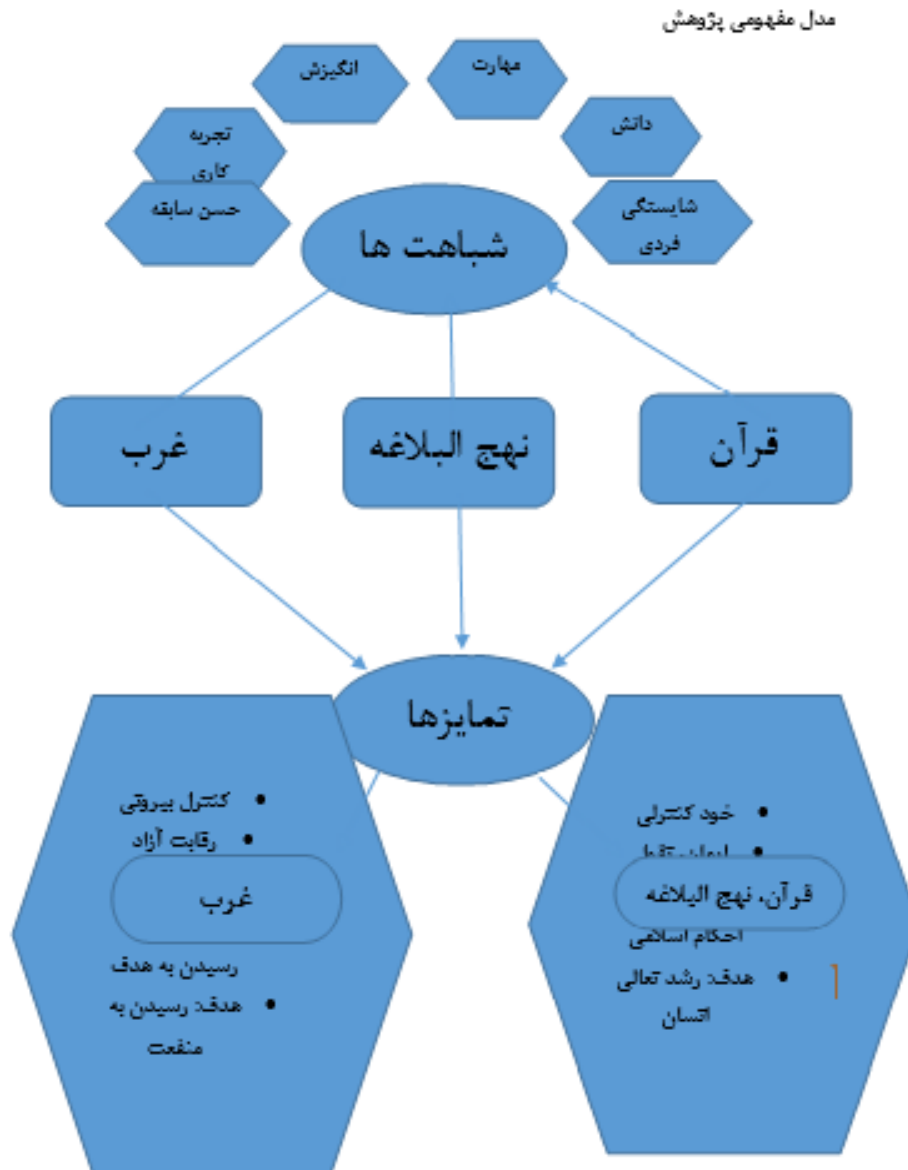 مدل مفهومی پژوهش
مهارت
انگیزش
دانش
تجربه
کاری
شایستگی
فردی
حسن سابقه
شباهت ها
قرآن
نهج البلاغه
غرب
تمایزها
• خود کنترلی
•
قرآن، نهج البلاغه
احکام اسلامی
• هدف: رشد تعالی
انسان
• کنترل بیرونی
• رقابت آزاد
غرب
رسیدن به هدف
• هدف: رسیدن به
منفعت